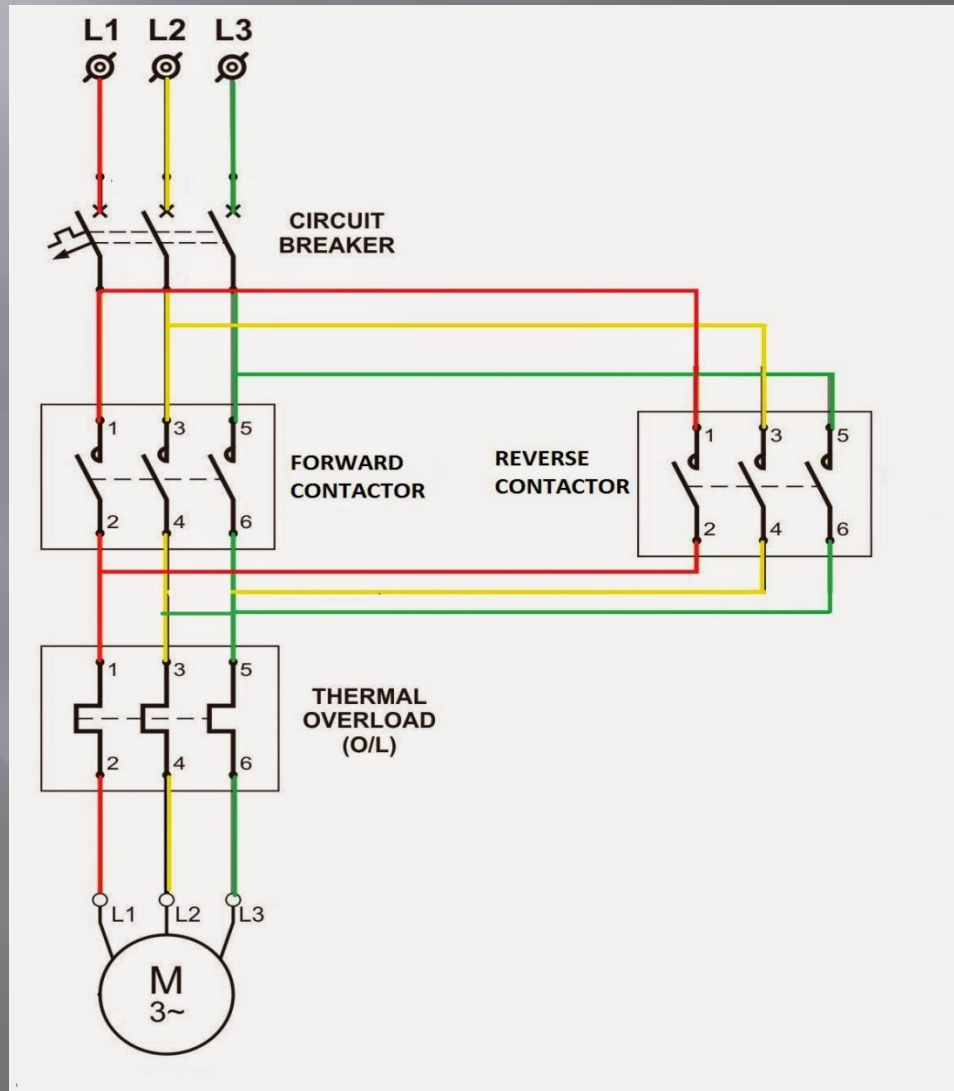 L1 L2 L3
CIRCUIT
BREAKER
1 3 5
FORWARD
CONTACTOR
2 4 6
REVERSE
CONTACTOR
1 3 5
2 4 6
1 3 5
THERMAL
OVERLOAD
(O/L)
2 4 6
L1 L2 L3
M
3~